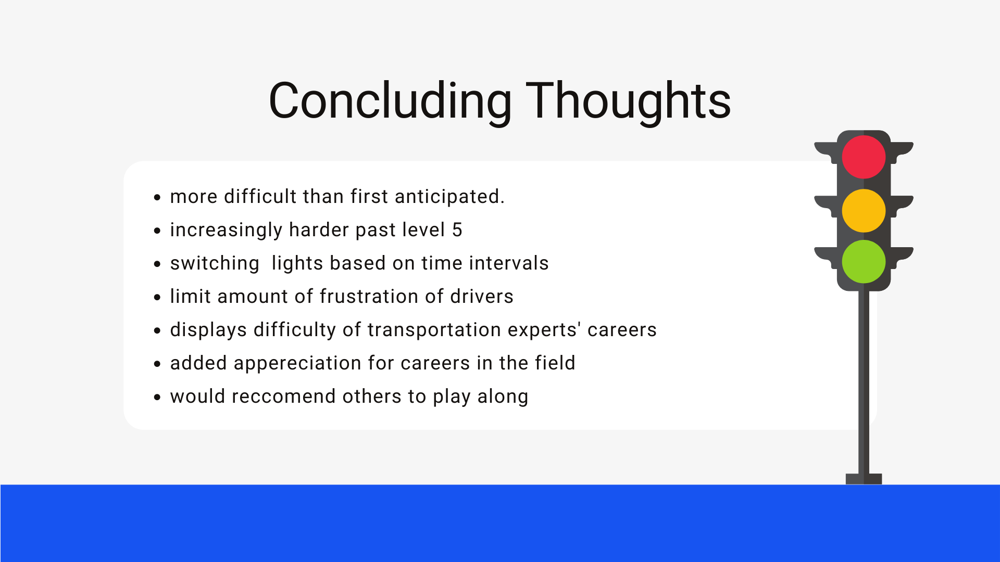 Concluding Thoughts
• more difficult than first anticipated.
• increasingly harder past level 5
• switching  lights based on time intervals
• limit amount of frustration of drivers
• displays difficulty of transportation experts' careers
• added appereciation for careers in the field
• would reccomend others to play along